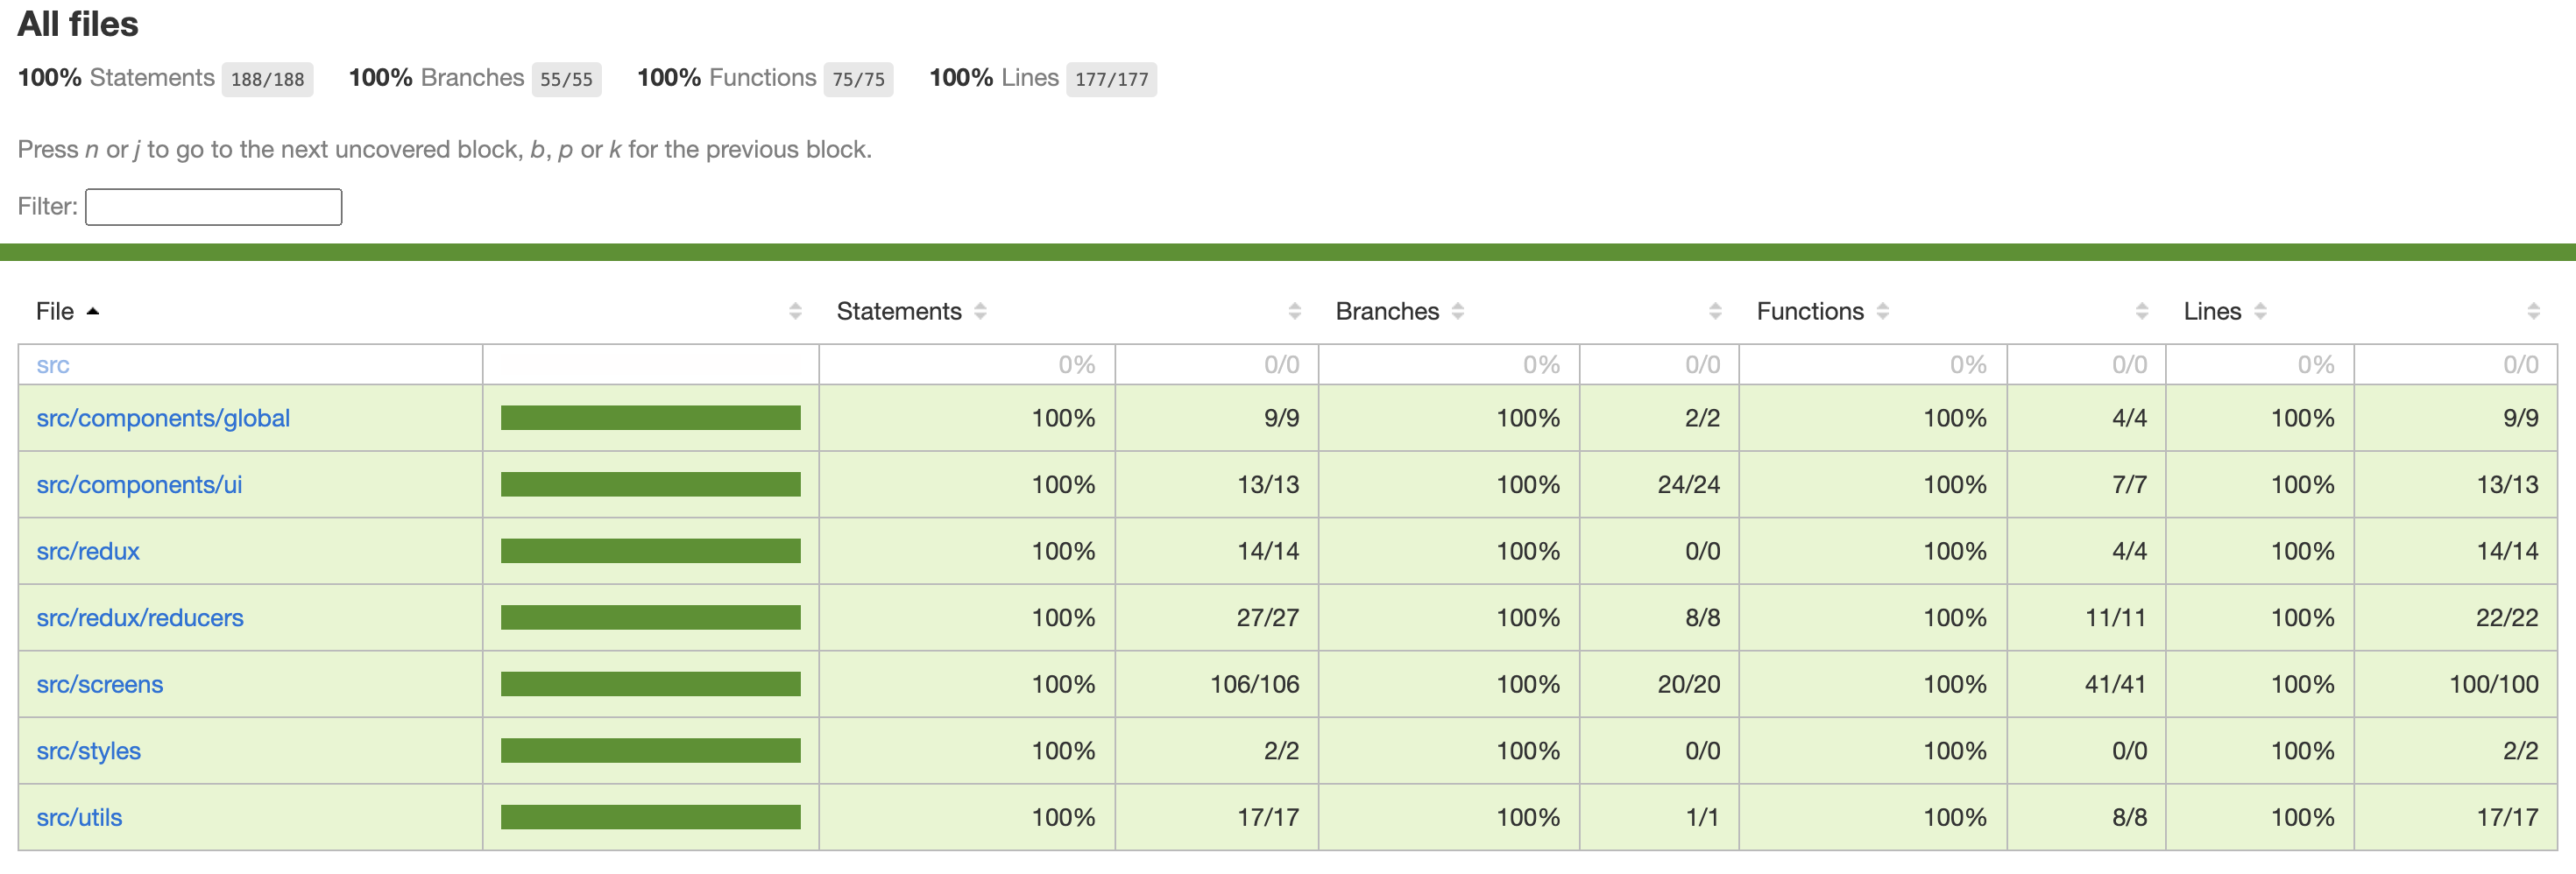 All files
100% Statements 188/188 100% Branches 55/55 100% Functions 75/75 100% Lines 177/177
Press n or j to go to the next uncovered block, b, p or k for the previous block.
Filter:
File Statements Branches Functions Lines
src 0% 0/0 0% 0/0 0% 0/0 0% 0/0
src/components/global 100% 9/9 100% 2/2 100% 4/4 100% 9/9
src/components/ui 100% 13/13 100% 24/24 100% 7/7 100% 13/13
src/redux 100% 14/14 100% 0/0 100% 4/4 100% 14/14
src/redux/reducers 100% 27/27 100% 8/8 100% 11/11 100% 22/22
src/screens 100% 106/106 100% 20/20 100% 41/41 100% 100/100
src/styles 100% 2/2 100% 0/0 100% 0/0 100% 2/2
src/utils 100% 17/17 100% 1/1 100% 8/8 100% 17/17